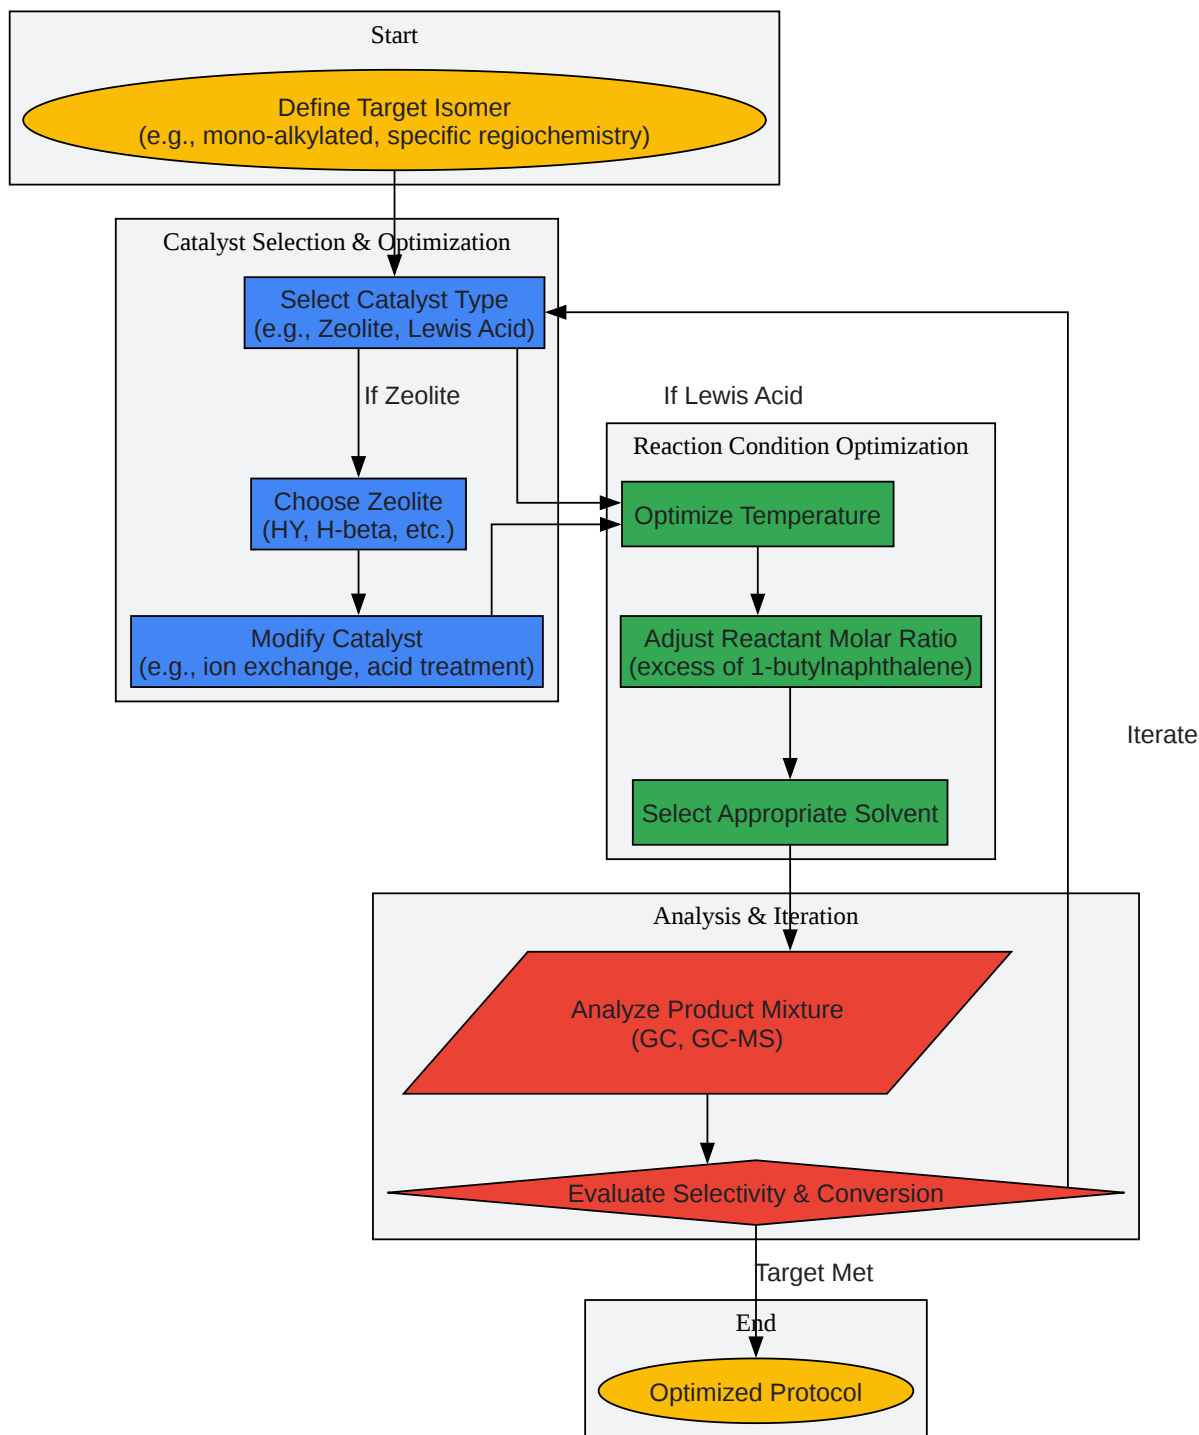 Start
Define Target Isomer
(e.g., mono-alkylated, specific regiochemistry)
Catalyst Selection & Optimization
Select Catalyst Type
(e.g., Zeolite, Lewis Acid)
If Zeolite
If Lewis Acid
Reaction Condition Optimization
Choose Zeolite
(HY, H-beta, etc.)
Optimize Temperature
Modify Catalyst
(e.g., ion exchange, acid treatment)
Adjust Reactant Molar Ratio
(excess of 1-butylnaphthalene)
Iterate
Select Appropriate Solvent
Analysis & Iteration
Analyze Product Mixture
(GC, GC-MS)
Evaluate Selectivity & Conversion
Target Met
End
Optimized Protocol